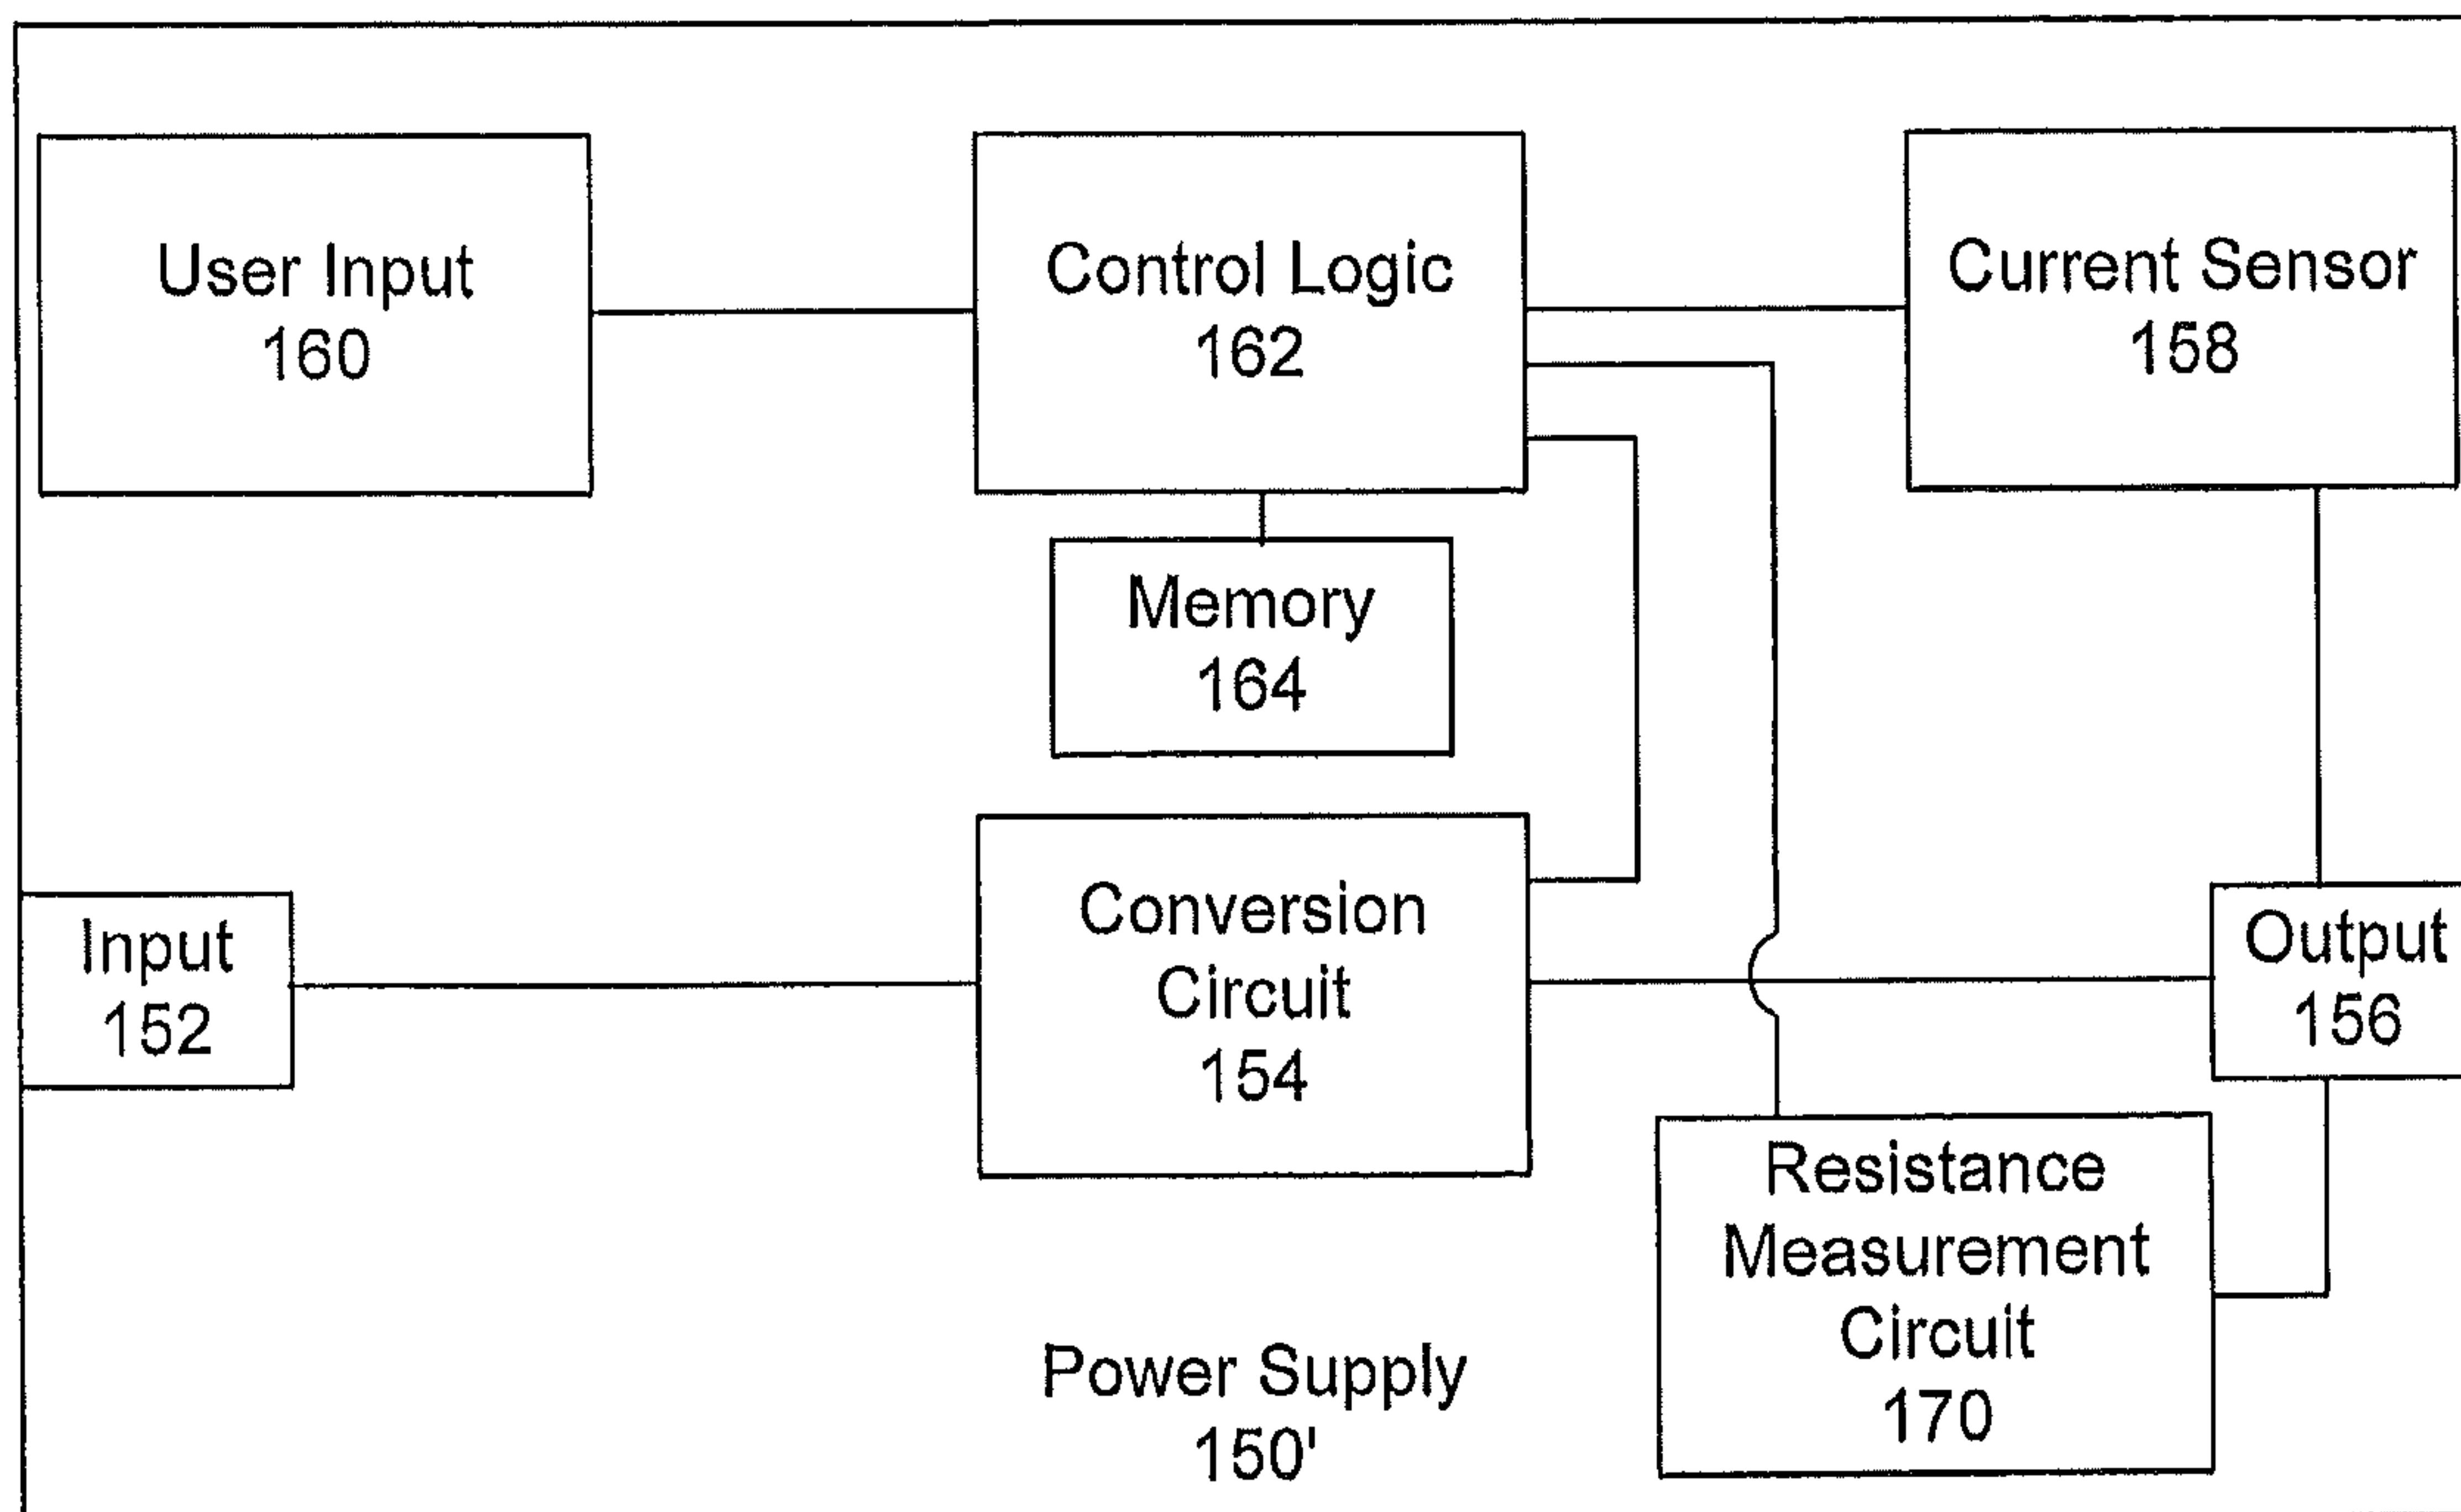 User Input
160
Control Logic
162
Current Sensor
158
Memory
164
Input
152
Conversion
Circuit
154
Output
156
Resistance
Measurement
Circuit
170
Power Supply
150'